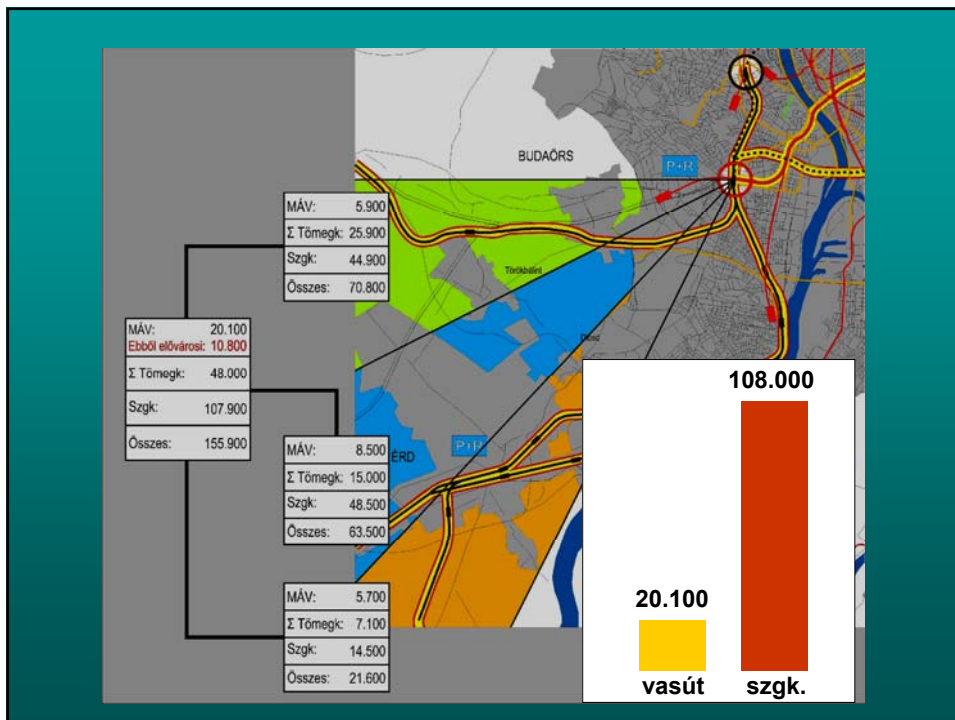 BUDAÖRS
P+R
MÁV: 5.900
Σ Tömegk: 25.900
Szgk: 44.900
Összes: 70.800
Törökbálint
MÁV: 20.100
Ebből elővárosi: 10.800
Σ Tömegk: 48.000
Szgk: 107.900
Összes: 155.900
Diósd
P+R
ÉRD
MÁV: 8.500
Σ Tömegk: 15.000
Szgk: 48.500
Összes: 63.500
MÁV: 5.700
Σ Tömegk: 7.100
Szgk: 14.500
Összes: 21.600
108.000
20.100
vasút szgk.